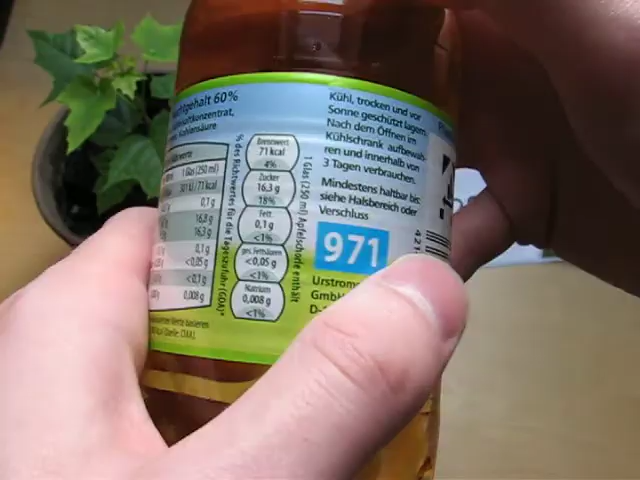 60%
Kühl, trocken und vor
Sonne geschützt lagern.
Nach dem Öffnen im
Kühlschrank aufbewah-
ren und innerhalb von
3 Tagen verbrauchen.
Mindestens haltbar bis:
siehe Halsbereich oder
Verschluss
971
GmbH
1 Glas (250 ml)
301 kJ / 71 kcal
0,1 g
16,8 g
16,3 g
0,1 g
<0,05 g
<0,1 g
0,008 g
% des Richtwertes für die Tageszufuhr (GDA)*
Brennwert
71 kcal
4%
Zucker
16,3 g
18%
Fett
0,1 g
<1%
ges. Fettsäuren
<0,05 g
<1%
Natrium
0,008 g
<1%
1 Glas (250 ml) Apfelschorle enthält